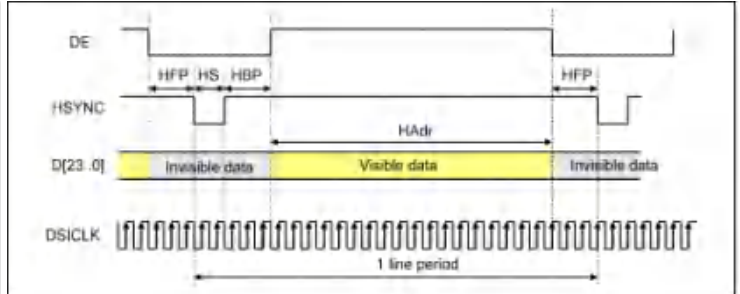 DE
HFP HS HBP
HFP
HSYNC
HAdr
D[23..0]
Invisible data
Visible data
Invisible data
DSICLK
1 line period